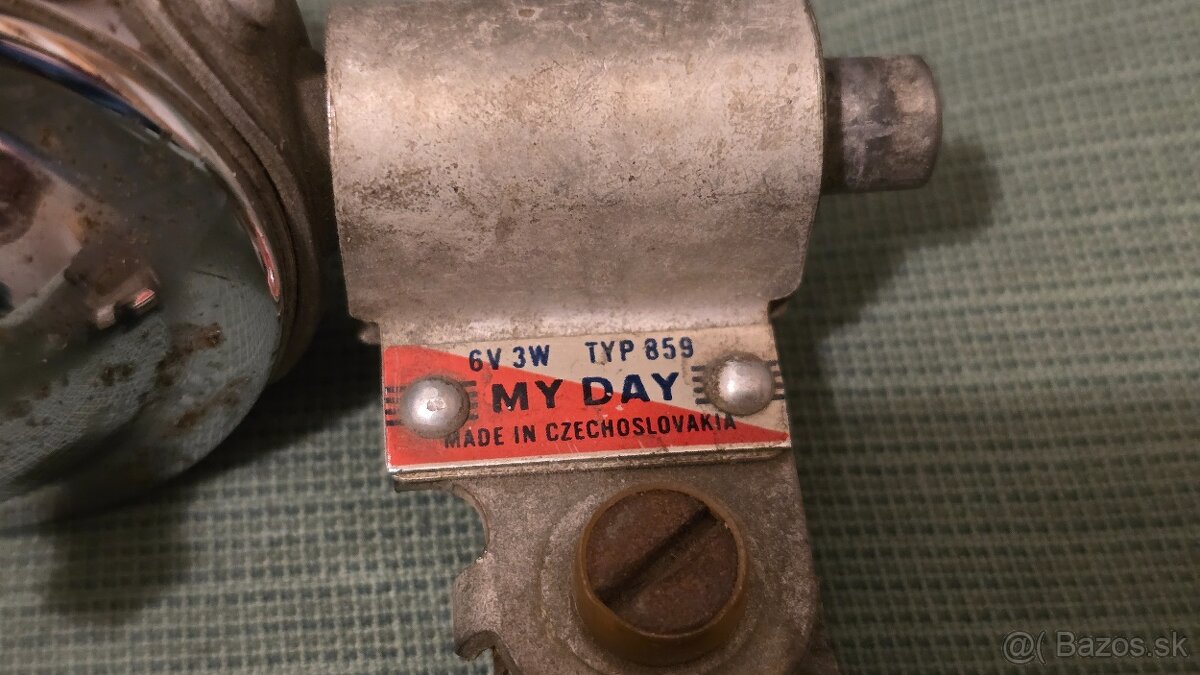 6V 3W TYP 859
MY DAY
MADE IN CZECHOSLOVAKIA
@( Bazos.sk